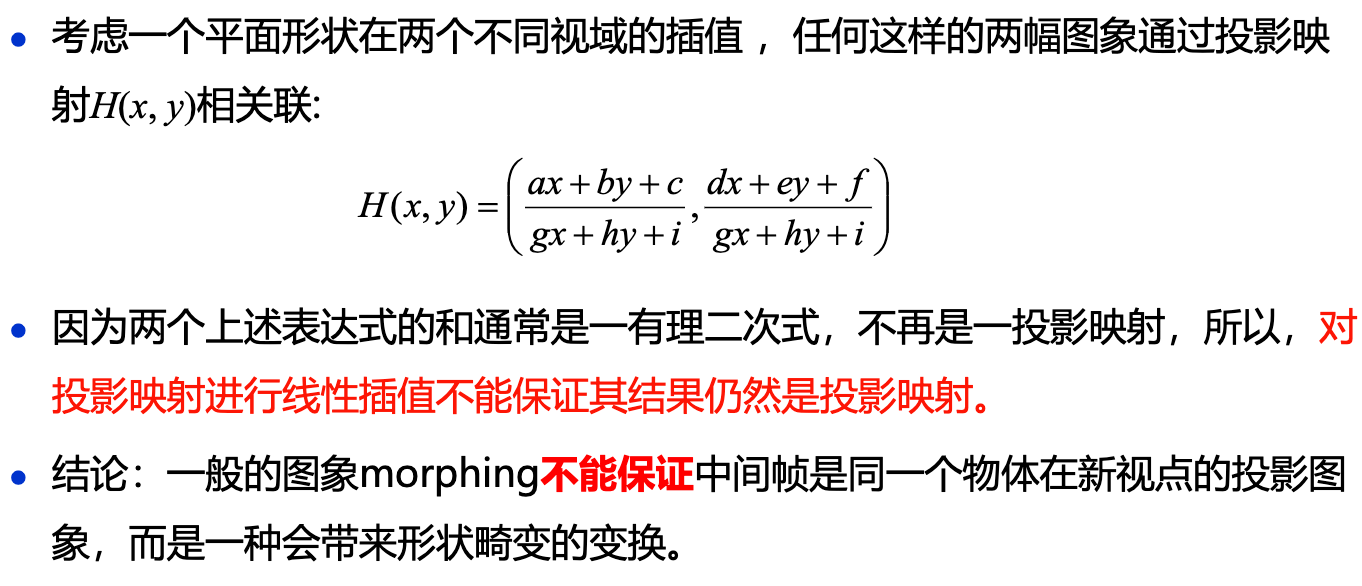 • 考虑一个平面形状在两个不同视域的插值 ，任何这样的两幅图象通过投影映
射H(x, y)相关联:
H(x, y) = ( (ax + by + c)/(gx + hy + i), (dx + ey + f)/(gx + hy + i) )
• 因为两个上述表达式的和通常是一有理二次式，不再是一投影映射，所以，对
投影映射进行线性插值不能保证其结果仍然是投影映射。
• 结论：一般的图象morphing不能保证中间帧是同一个物体在新视点的投影图
象，而是一种会带来形状畸变的变换。